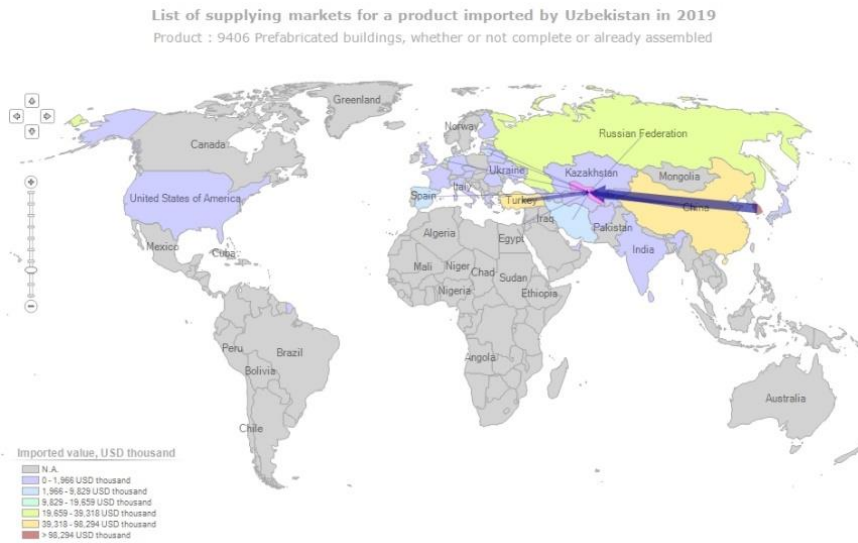 List of supplying markets for a product imported by Uzbekistan in 2019
Product : 9406 Prefabricated buildings, whether or not complete or already assembled
Greenland
Norway
Russian Federation
Canada
Ukraine
Kazakhstan
Mongolia
United States of America
Spain
Italy
Turkey
China
Iraq
Pakistan
Mexico
Cuba
Algeria
Egypt
India
Mali
Niger
Chad
Sudan
Nigeria
Ethiopia
Peru
Brazil
Bolivia
Angola
Australia
Chile
Imported value, USD thousand
N.A.
0 - 1,966 USD thousand
1,966 - 9,829 USD thousand
9,829 - 19,659 USD thousand
19,659 - 39,318 USD thousand
39,318 - 98,294 USD thousand
> 98,294 USD thousand